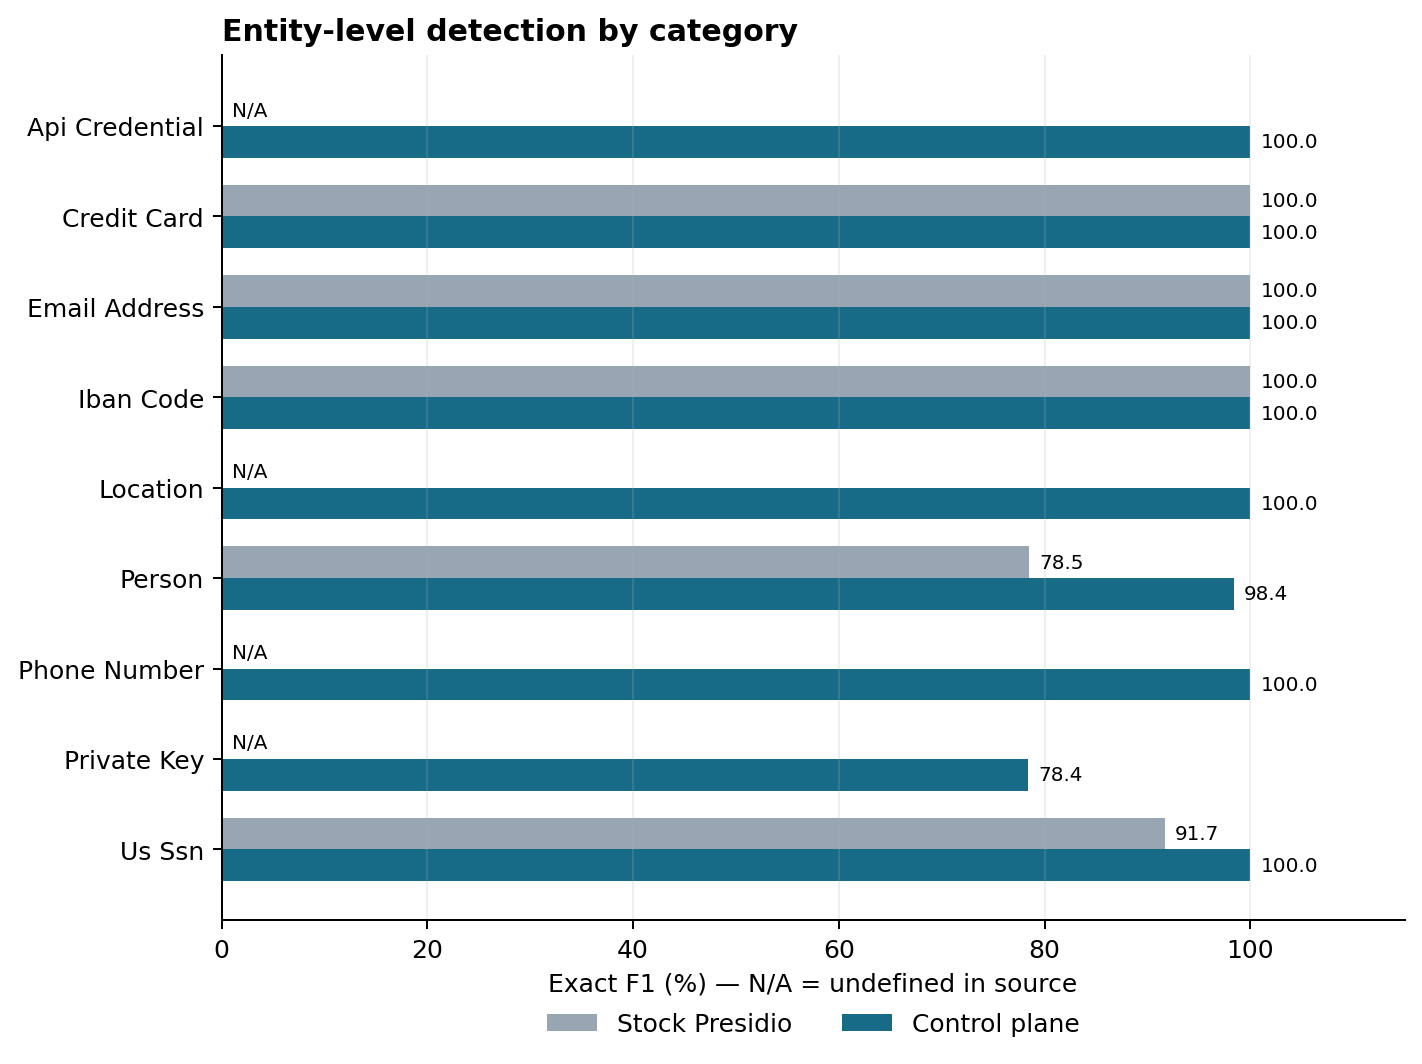 Entity-level detection by category
Api Credential
N/A
100.0
Credit Card
100.0
100.0
Email Address
100.0
100.0
Iban Code
100.0
100.0
Location
N/A
100.0
Person
78.5
98.4
Phone Number
N/A
100.0
Private Key
N/A
78.4
Us Ssn
91.7
100.0
0 20 40 60 80 100
Exact F1 (%) — N/A = undefined in source
Stock Presidio Control plane